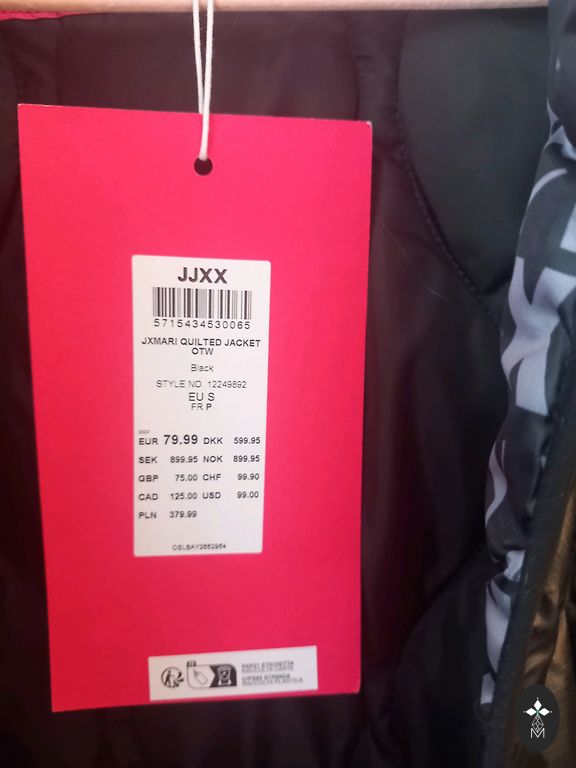 JJXX
5715434530065
JXMARI QUILTED JACKET
OTW
Black
STYLE NO. 12249892
EU S
FR P
RRP
EUR 79.99 DKK 599.95
SEK 899.95 NOK 899.95
GBP 75.00 CHF 99.90
CAD 125.00 USD 99.00
PLN 379.99
M